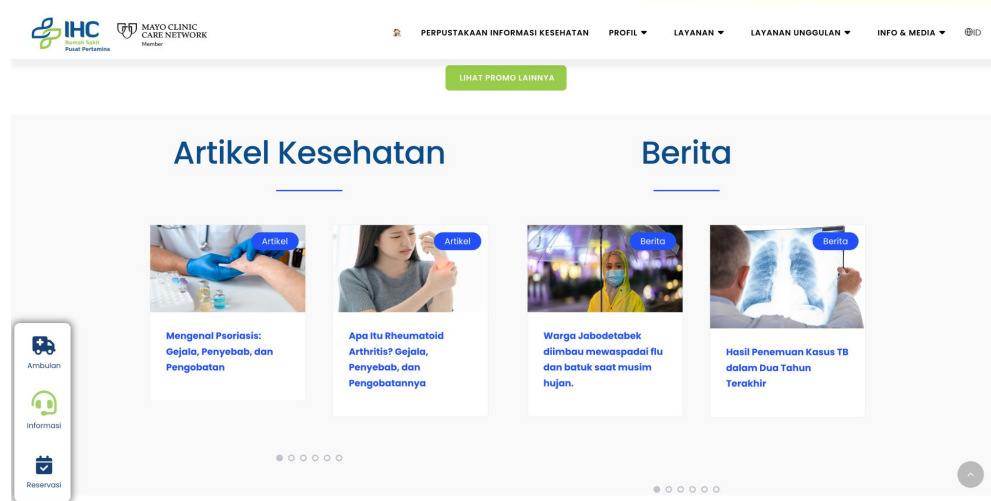 IHC
Rumah Sakit
Pusat Pertamina
MAYO CLINIC
CARE NETWORK
Member
PERPUSTAKAAN INFORMASI KESEHATAN
PROFIL
LAYANAN
LAYANAN UNGGULAN
INFO & MEDIA
ID
LIHAT PROMO LAINNYA
Artikel Kesehatan
Berita
Artikel
Mengenal Psoriasis:
Gejala, Penyebab, dan
Pengobatan
Artikel
Apa Itu Rheumatoid
Arthritis? Gejala,
Penyebab, dan
Pengobatannya
Berita
Warga Jabodetabek
diimbau mewaspadai flu
dan batuk saat musim
hujan.
Berita
Hasil Penemuan Kasus TB
dalam Dua Tahun
Terakhir
Ambulan
Informasi
Reservasi